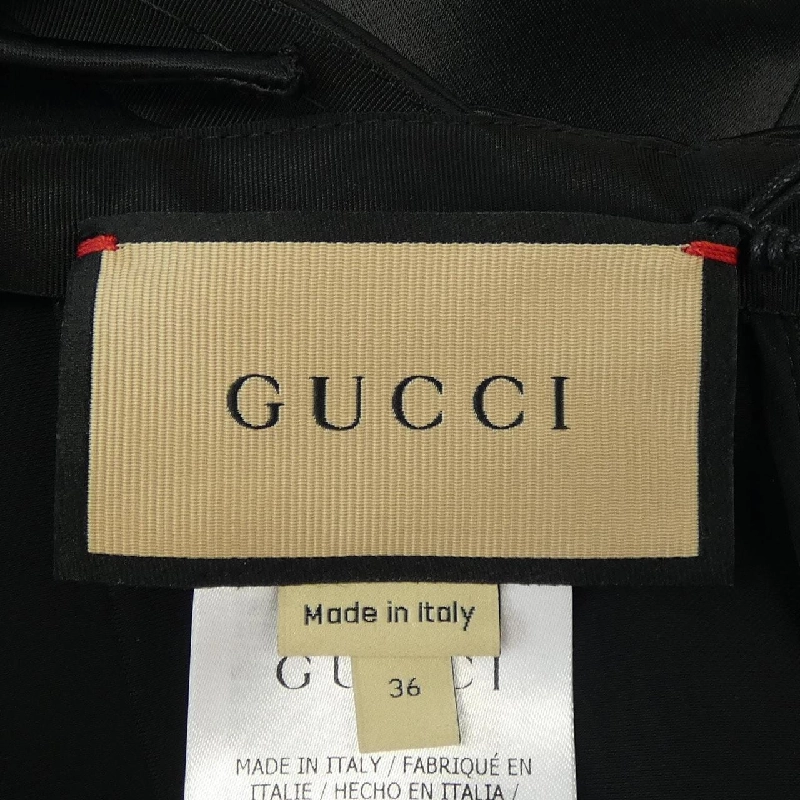 GUCCI
Made in Italy
GUCCI
36
MADE IN ITALY / FABRIQUÉ EN
ITALIE / HECHO EN ITALIA /